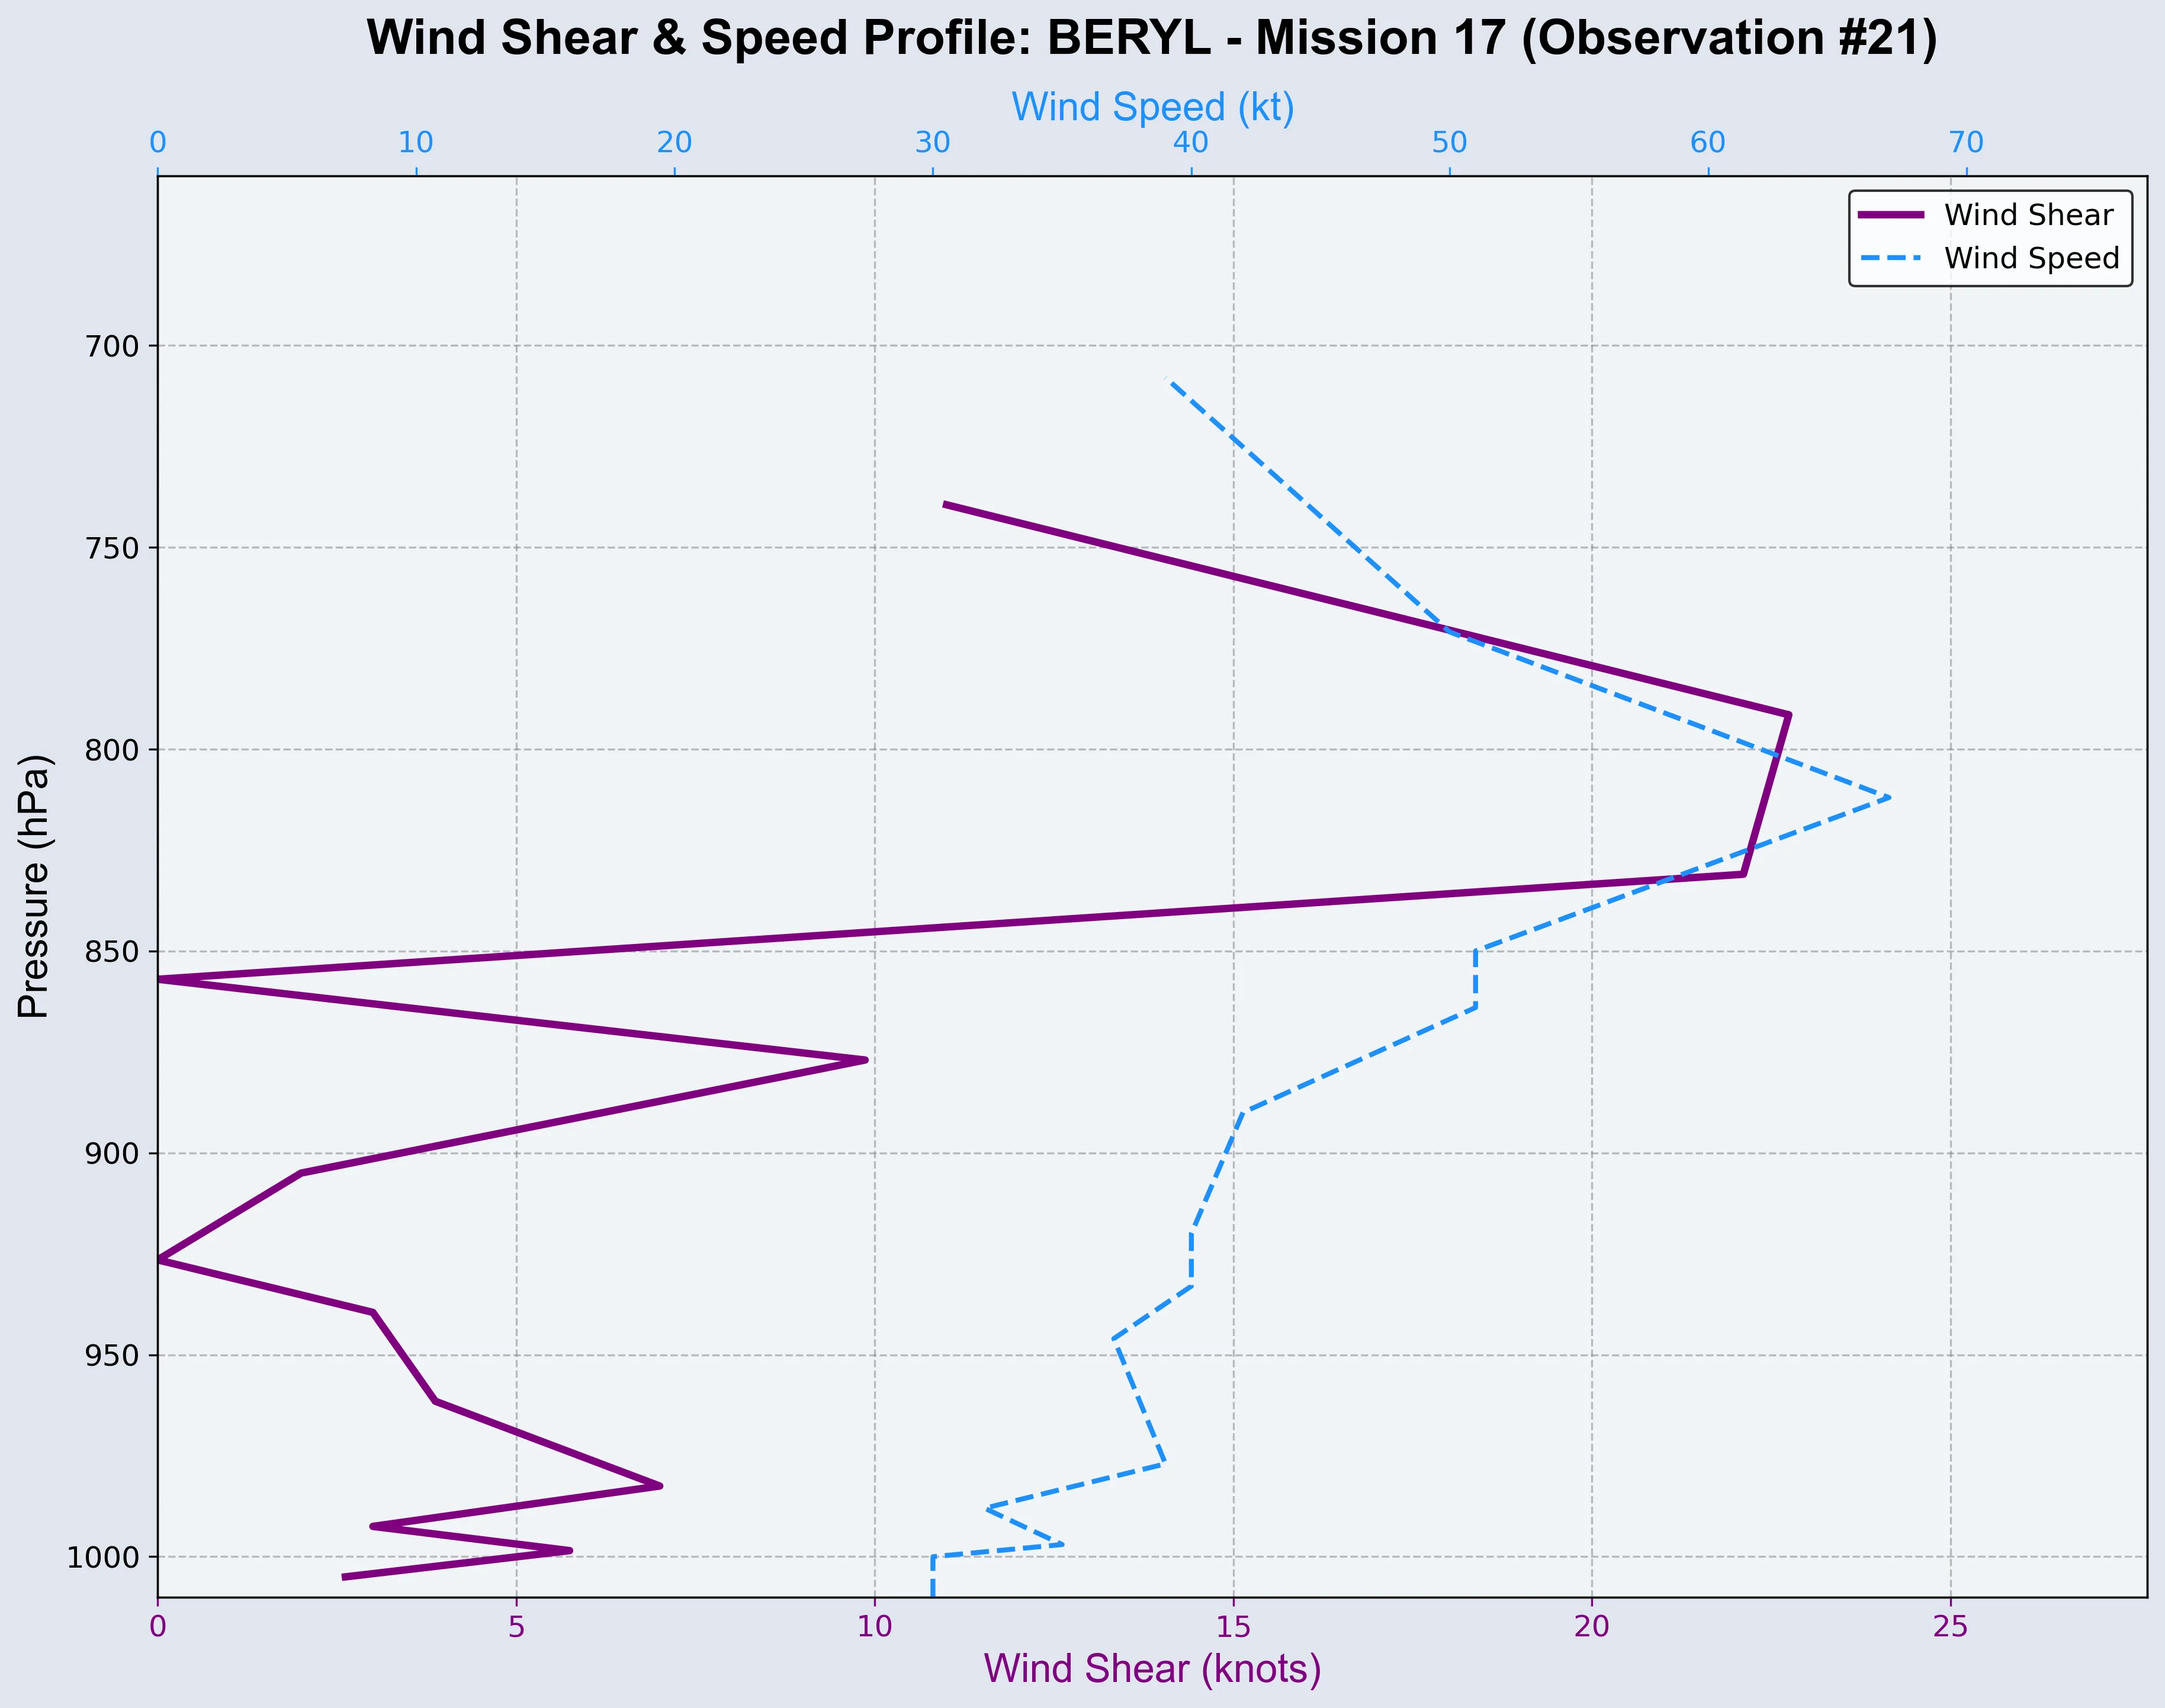 Wind Shear & Speed Profile: BERYL - Mission 17 (Observation #21)
Wind Speed (kt)
0 10 20 30 40 50 60 70
Wind Shear
Wind Speed
700
750
800
850
900
950
1000
Pressure (hPa)
0 5 10 15 20 25
Wind Shear (knots)